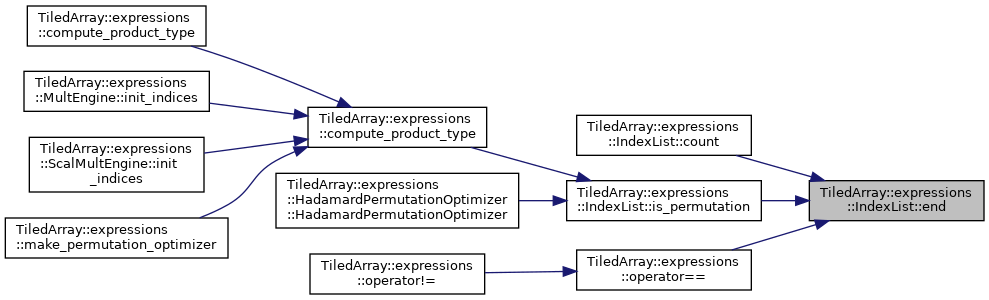 TiledArray::expressions
::compute_product_type
TiledArray::expressions
::MultEngine::init_indices
TiledArray::expressions
::ScalMultEngine::init
_indices
TiledArray::expressions
::make_permutation_optimizer
TiledArray::expressions
::compute_product_type
TiledArray::expressions
::HadamardPermutationOptimizer
::HadamardPermutationOptimizer
TiledArray::expressions
::operator!=
TiledArray::expressions
::IndexList::count
TiledArray::expressions
::IndexList::is_permutation
TiledArray::expressions
::operator==
TiledArray::expressions
::IndexList::end